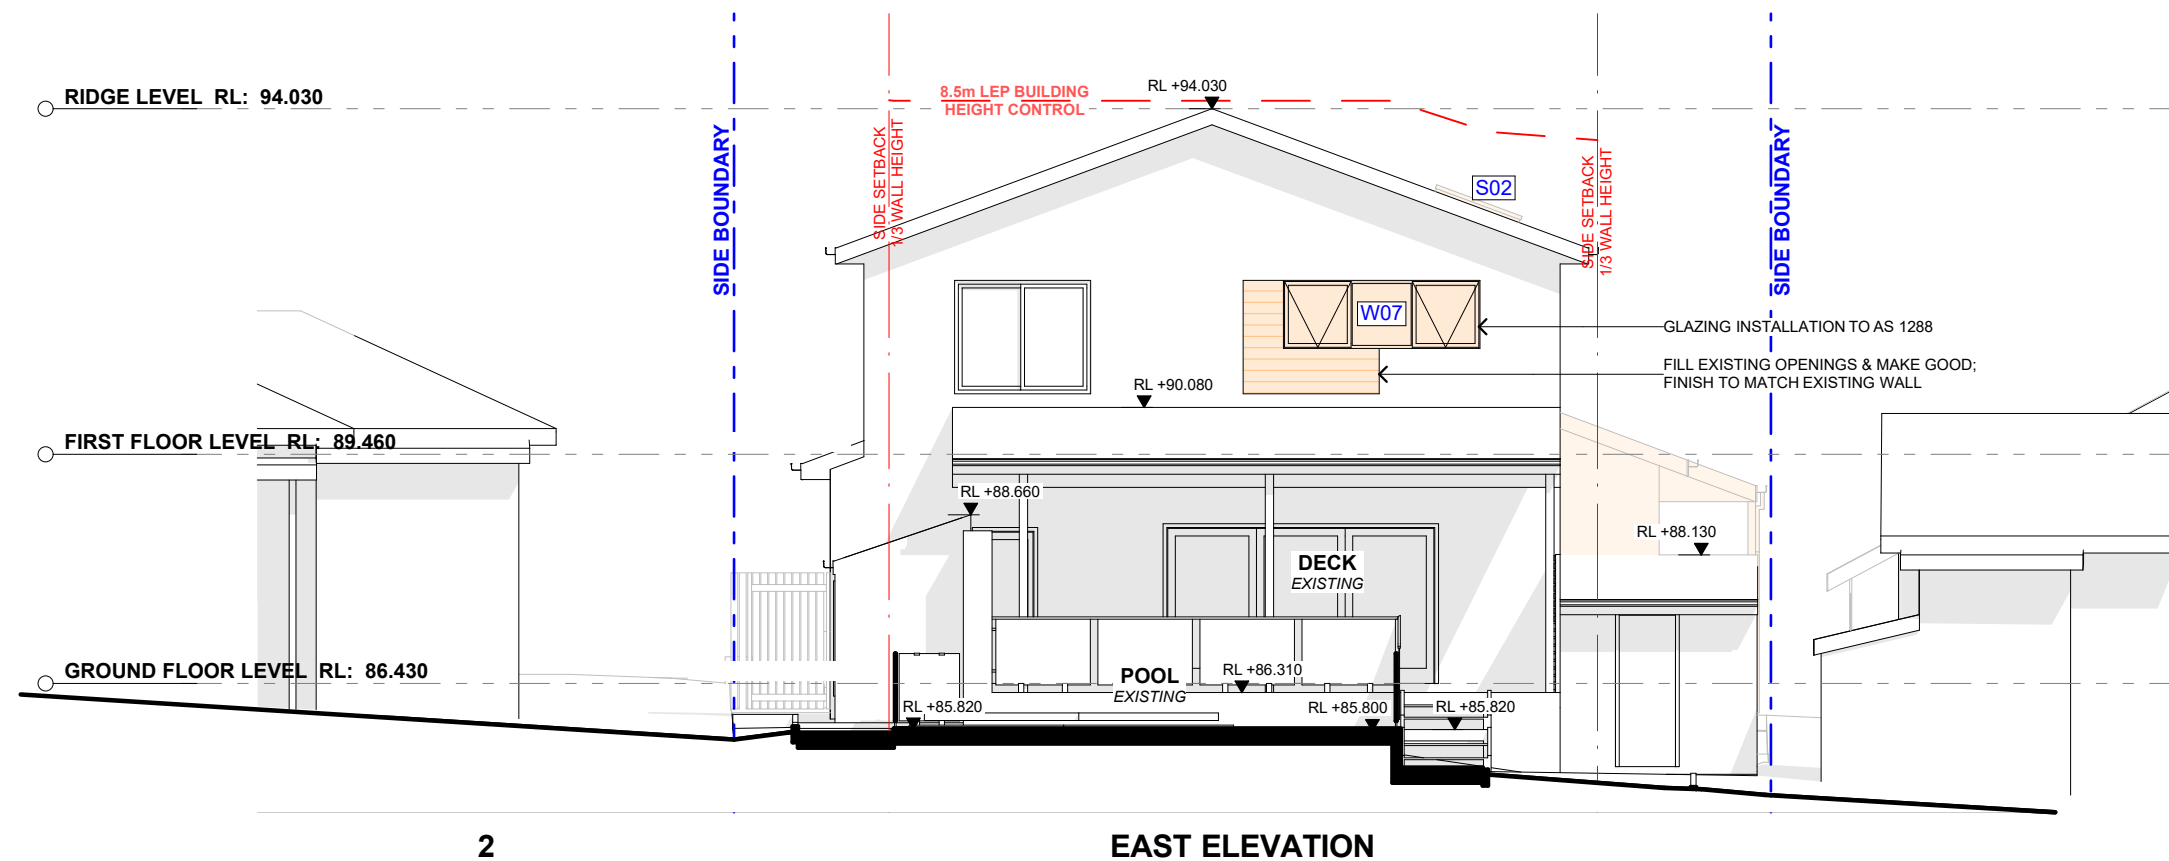 RIDGE LEVEL RL: 94.030
8.5m LEP BUILDING
HEIGHT CONTROL
RL +94.030
SIDE BOUNDARY
SIDE SETBACK
1/3 WALL HEIGHT
S02
SIDE SETBACK
1/3 WALL HEIGHT
SIDE BOUNDARY
W07
GLAZING INSTALLATION TO AS 1288
FILL EXISTING OPENINGS & MAKE GOOD;
FINISH TO MATCH EXISTING WALL
RL +90.080
FIRST FLOOR LEVEL RL: 89.460
RL +88.660
RL +88.130
DECK
EXISTING
GROUND FLOOR LEVEL RL: 86.430
POOL
EXISTING
RL +86.310
RL +85.820
RL +85.800
RL +85.820
2
EAST ELEVATION